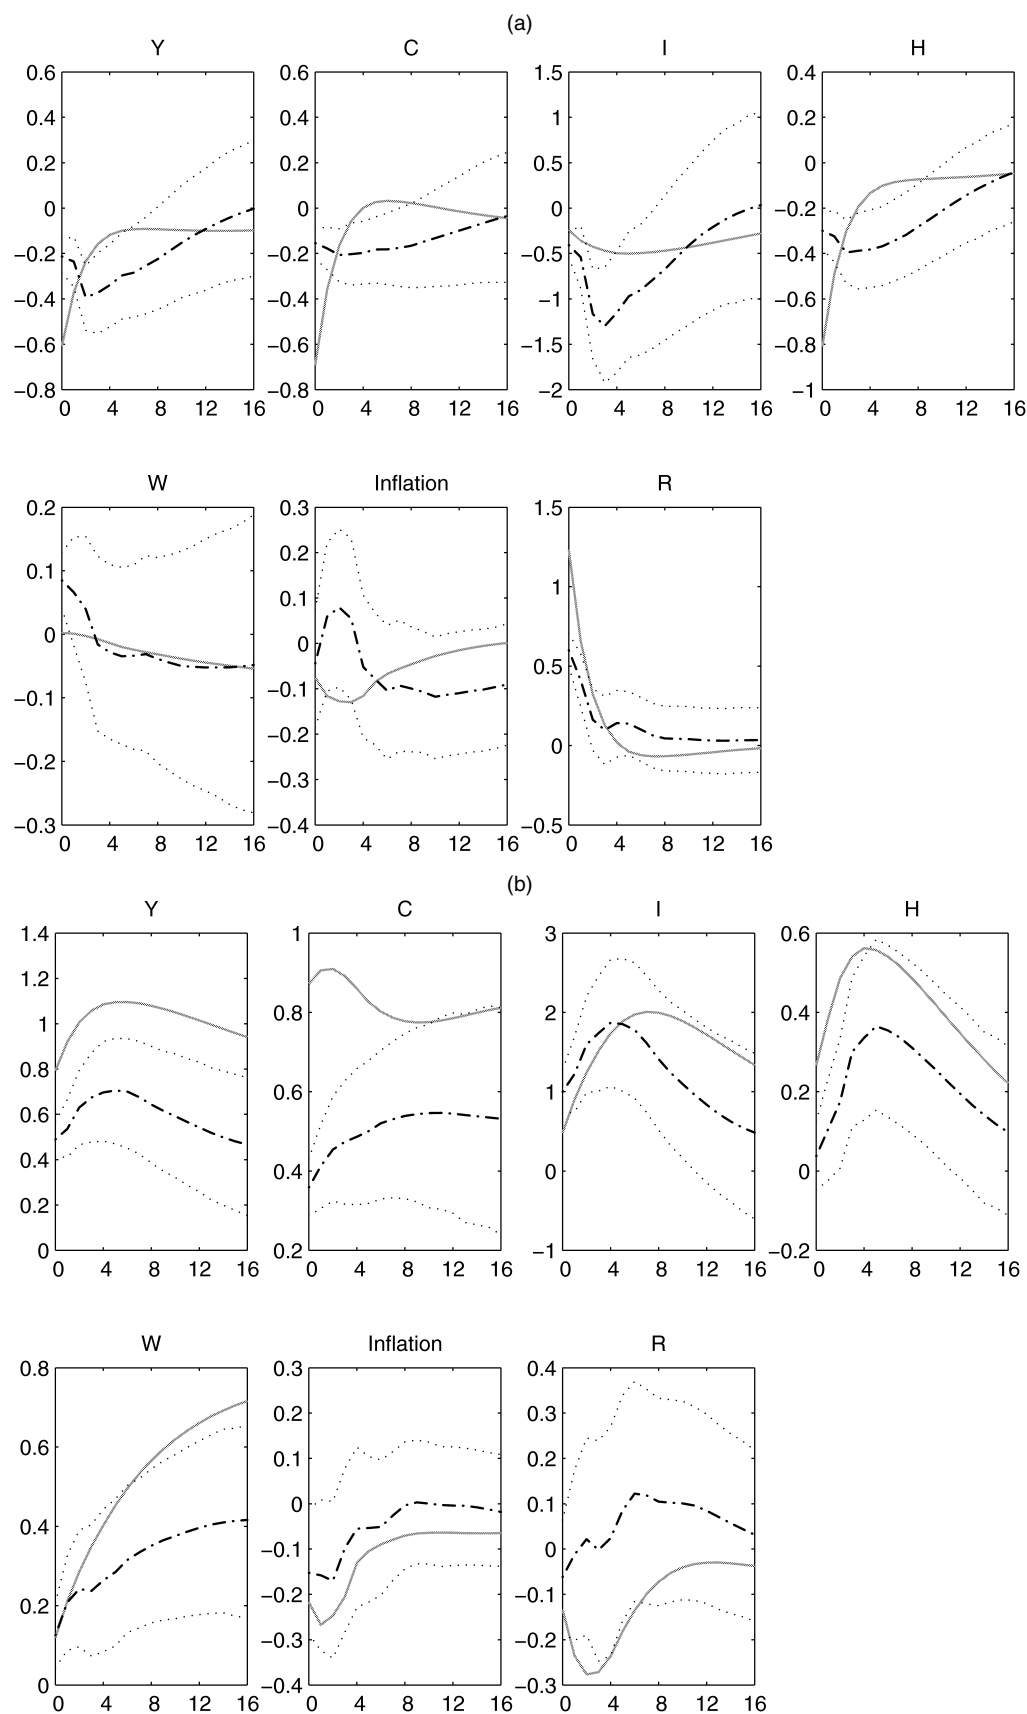 (a)
Y C I H
0.6 0.6 1.5 0.4
0.4 0.4 1 0.2
0.2 0.2 0.5 0
0 0 0 −0.2
−0.2 −0.2 −0.5 −0.4
−0.4 −0.4 −1 −0.6
−0.6 −0.6 −1.5 −0.8
−0.8 −0.8 −2 −1
0 4 8 12 16 0 4 8 12 16 0 4 8 12 16 0 4 8 12 16
W Inflation R
0.2 0.3 1.5
0.1 0.2 1
0 0.1 0.5
−0.1 0 0
−0.2 −0.1 −0.5
−0.3 −0.2
−0.3
−0.4
0 4 8 12 16 0 4 8 12 16 0 4 8 12 16
(b)
Y C I H
1.4 1 3 0.6
1.2 0.8 2 0.4
1 0.6 1 0.2
0.8 0.4 0 0
0.6 0.2 −1 −0.2
0.4
0.2
0
0 4 8 12 16 0 4 8 12 16 0 4 8 12 16 0 4 8 12 16
W Inflation R
0.8 0.3 0.4
0.6 0.2 0.3
0.4 0.1 0.2
0.2 0 0.1
0 −0.1 0
−0.2 −0.1
−0.3 −0.2
−0.4 −0.3
0 4 8 12 16 0 4 8 12 16 0 4 8 12 16